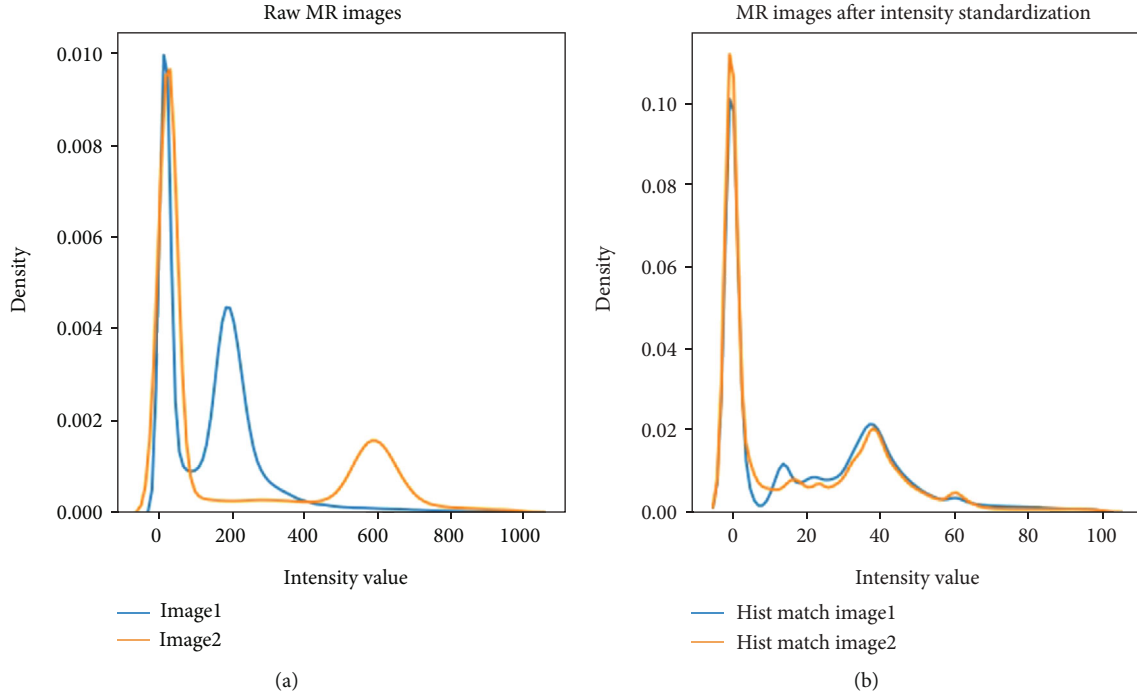 Raw MR images
0.010
0.008
0.006
0.004
0.002
0.000
Density
0 200 400 600 800 1000
Intensity value
Image1
Image2
(a)
MR images after intensity standardization
0.10
0.08
0.06
0.04
0.02
0.00
Density
0 20 40 60 80 100
Intensity value
Hist match image1
Hist match image2
(b)